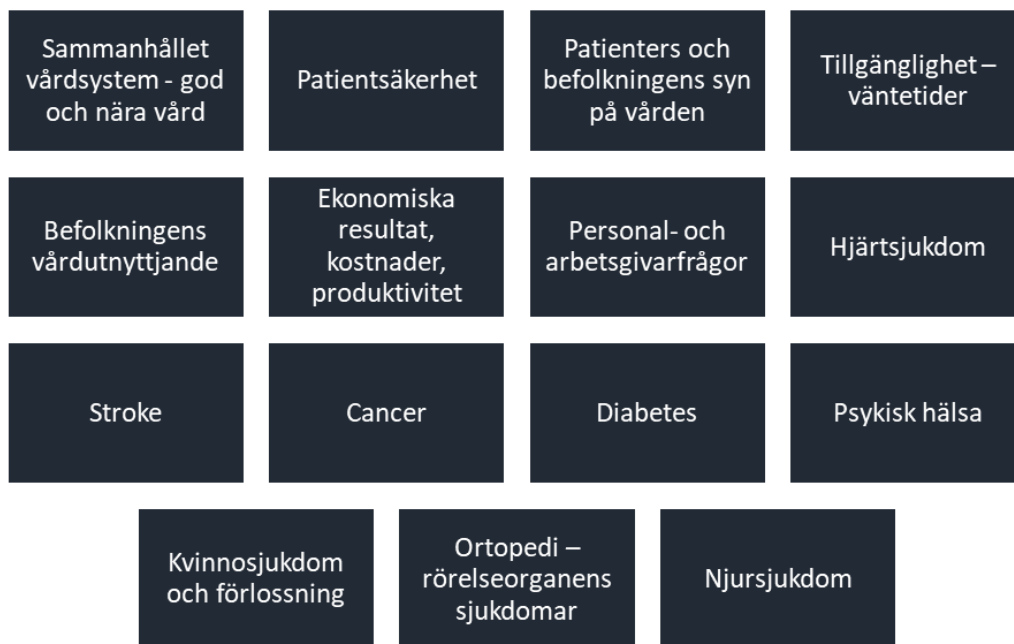 Sammanhållet
vårdsystem - god
och nära vård
Patientsäkerhet
Patienters och
befolkningens syn
på vården
Tillgänglighet –
väntetider
Befolkningens
vårdutnyttjande
Ekonomiska
resultat,
kostnader,
produktivitet
Personal- och
arbetsgivarfrågor
Hjärtsjukdom
Stroke
Cancer
Diabetes
Psykisk hälsa
Kvinnosjukdom
och förlossning
Ortopedi –
rörelseorganens
sjukdomar
Njursjukdom